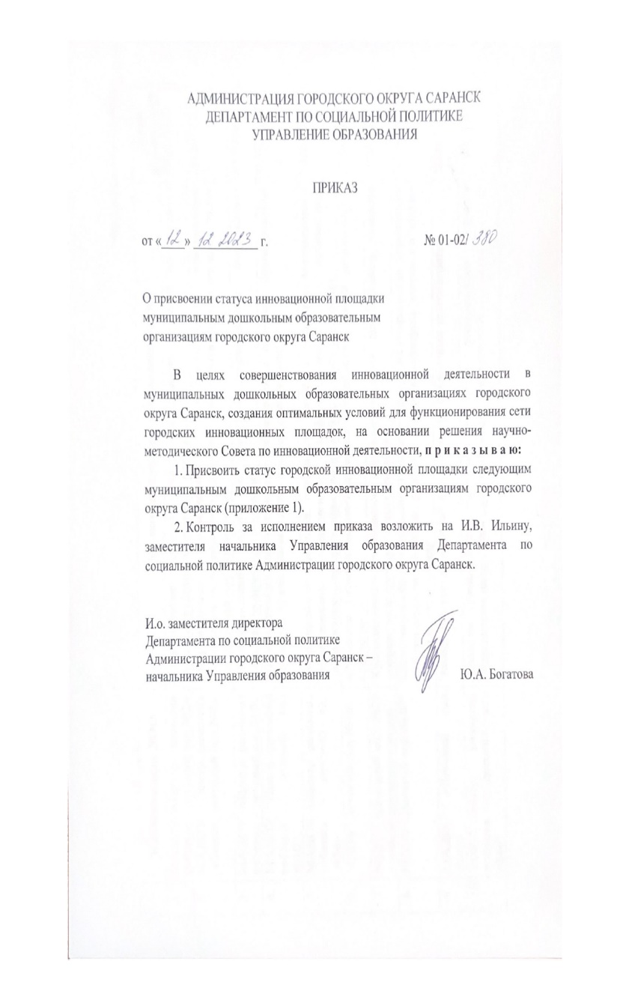 АДМИНИСТРАЦИЯ ГОРОДСКОГО ОКРУГА САРАНСК
ДЕПАРТАМЕНТ ПО СОЦИАЛЬНОЙ ПОЛИТИКЕ
УПРАВЛЕНИЕ ОБРАЗОВАНИЯ
ПРИКАЗ
от «12» 12 2023 г. № 01-02/ 380
О присвоении статуса инновационной площадки
муниципальным дошкольным образовательным
организациям городского округа Саранск
В целях совершенствования инновационной деятельности в
муниципальных дошкольных образовательных организациях городского
округа Саранск, создания оптимальных условий для функционирования сети
городских инновационных площадок, на основании решения научно-
методического Совета по инновационной деятельности, п р и к а з ы в а ю:
1. Присвоить статус городской инновационной площадки следующим
муниципальным дошкольным образовательным организациям городского
округа Саранск (приложение 1).
2. Контроль за исполнением приказа возложить на И.В. Ильину,
заместителя начальника Управления образования Департамента по
социальной политике Администрации городского округа Саранск.
И.о. заместителя директора
Департамента по социальной политике
Администрации городского округа Саранск –
начальника Управления образования Ю.А. Богатова